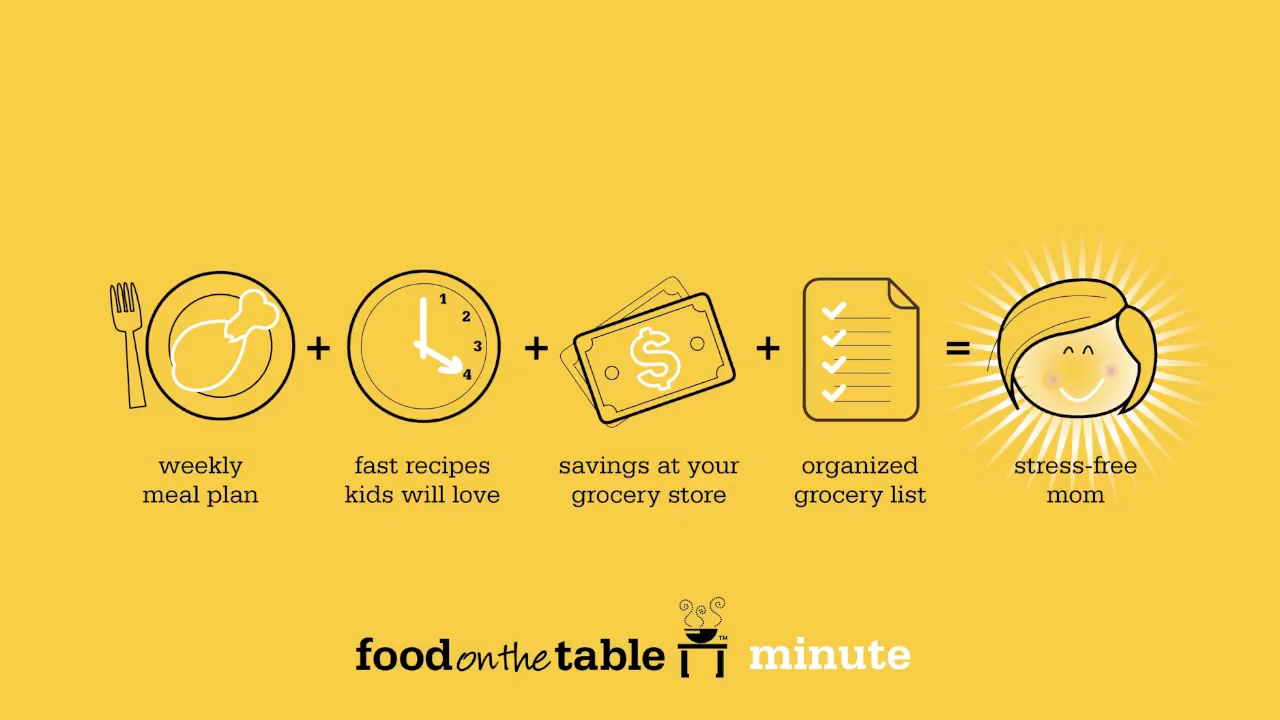 1
2
3
4
+ + + + =
$
weekly
meal plan
fast recipes
kids will love
savings at your
grocery store
organized
grocery list
stress-free
mom
food on the table ™ minute